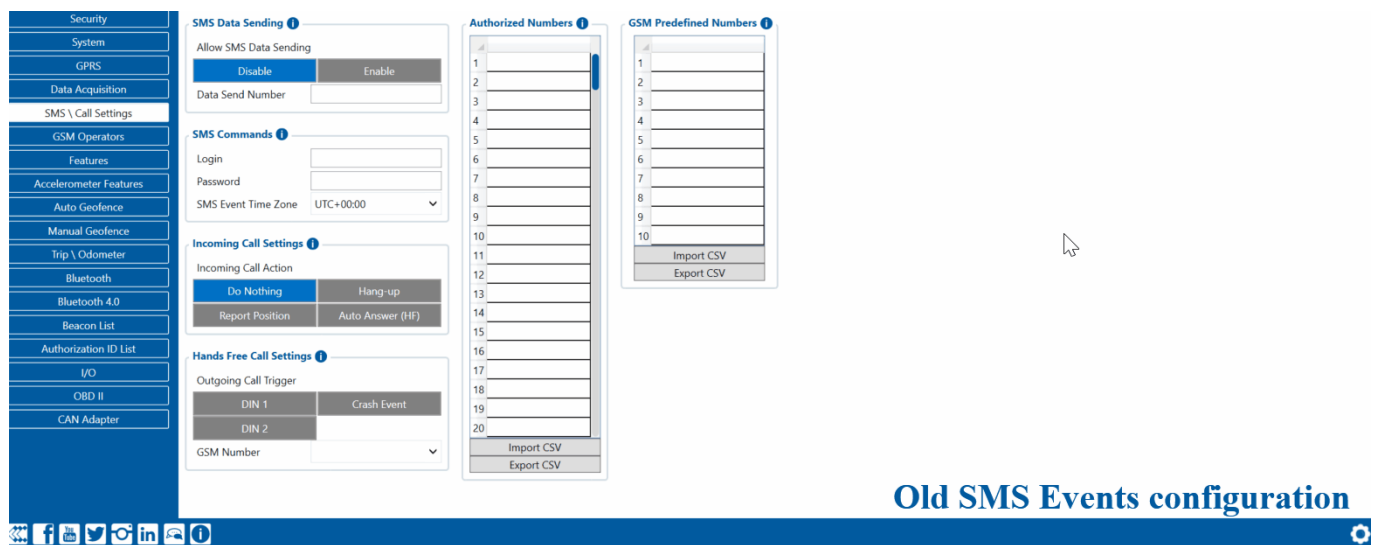 Security
System
GPRS
Data Acquisition
SMS \ Call Settings
GSM Operators
Features
Accelerometer Features
Auto Geofence
Manual Geofence
Trip \ Odometer
Bluetooth
Bluetooth 4.0
Beacon List
Authorization ID List
I/O
OBD II
CAN Adapter
SMS Data Sending
Allow SMS Data Sending
Disable Enable
Data Send Number
SMS Commands
Login
Password
SMS Event Time Zone UTC+00:00
Incoming Call Settings
Incoming Call Action
Do Nothing Hang-up
Report Position Auto Answer (HF)
Hands Free Call Settings
Outgoing Call Trigger
DIN 1 Crash Event
DIN 2
GSM Number
Authorized Numbers
1
2
3
4
5
6
7
8
9
10
11
12
13
14
15
16
17
18
19
20
Import CSV
Export CSV
GSM Predefined Numbers
1
2
3
4
5
6
7
8
9
10
Import CSV
Export CSV
Old SMS Events configuration